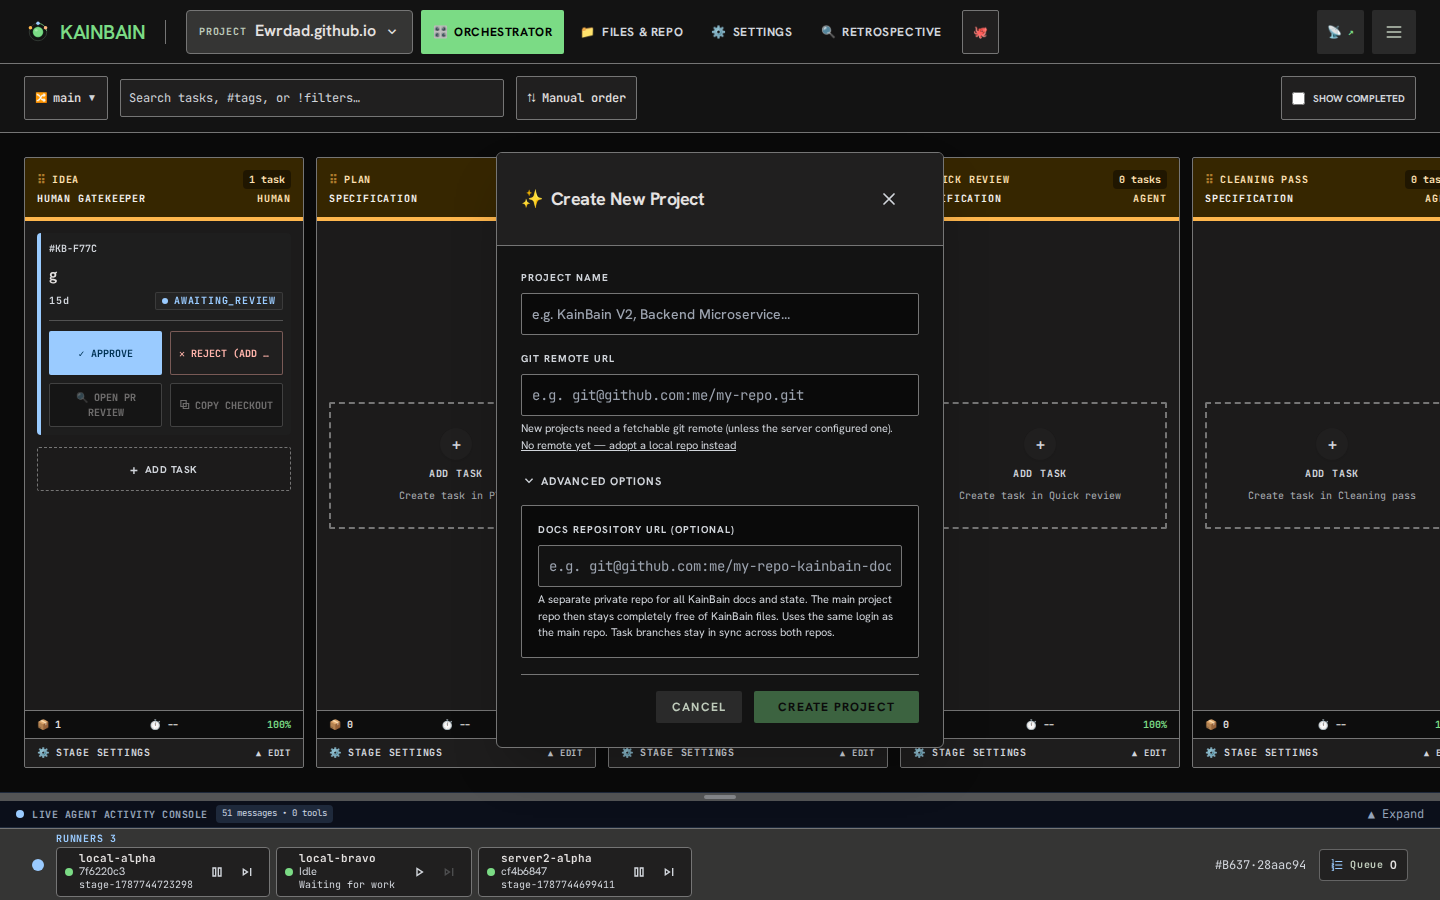 KAINBAIN
PROJECT Ewrdad.github.io
ORCHESTRATOR
FILES & REPO
SETTINGS
RETROSPECTIVE
main ▼
Search tasks, #tags, or !filters…
Manual order
SHOW COMPLETED
IDEA 1 task
HUMAN GATEKEEPER HUMAN
#KB-F77C
g
15d AWAITING_REVIEW
✓ APPROVE
✕ REJECT (ADD …
OPEN PR
REVIEW
COPY CHECKOUT
+ ADD TASK
1 -- 100%
STAGE SETTINGS ▲ EDIT
PLAN
SPECIFICATION
+
ADD TASK
Create task in P
0 --
STAGE SETTINGS ▲ EDIT
STAGE SETTINGS ▲ EDIT
✨ Create New Project
PROJECT NAME
e.g. KainBain V2, Backend Microservice...
GIT REMOTE URL
e.g. git@github.com:me/my-repo.git
New projects need a fetchable git remote (unless the server configured one).
No remote yet — adopt a local repo instead
ADVANCED OPTIONS
DOCS REPOSITORY URL (OPTIONAL)
e.g. git@github.com:me/my-repo-kainbain-doc
A separate private repo for all KainBain docs and state. The main project
repo then stays completely free of KainBain files. Uses the same login as
the main repo. Task branches stay in sync across both repos.
CANCEL
CREATE PROJECT
ICK REVIEW 0 tasks
FICATION AGENT
+
ADD TASK
Create task in Quick review
-- 100%
STAGE SETTINGS ▲ EDIT
CLEANING PASS 0 tas
SPECIFICATION AG
+
ADD TASK
Create task in Cleaning pass
0 -- 1
STAGE SETTINGS ▲ E
LIVE AGENT ACTIVITY CONSOLE 51 messages • 0 tools ▲ Expand
RUNNERS 3
local-alpha
7f6220c3
stage-1787744723298
local-bravo
Idle
Waiting for work
server2-alpha
cf4b6847
stage-1787744699411
#B637·28aac94
Queue 0